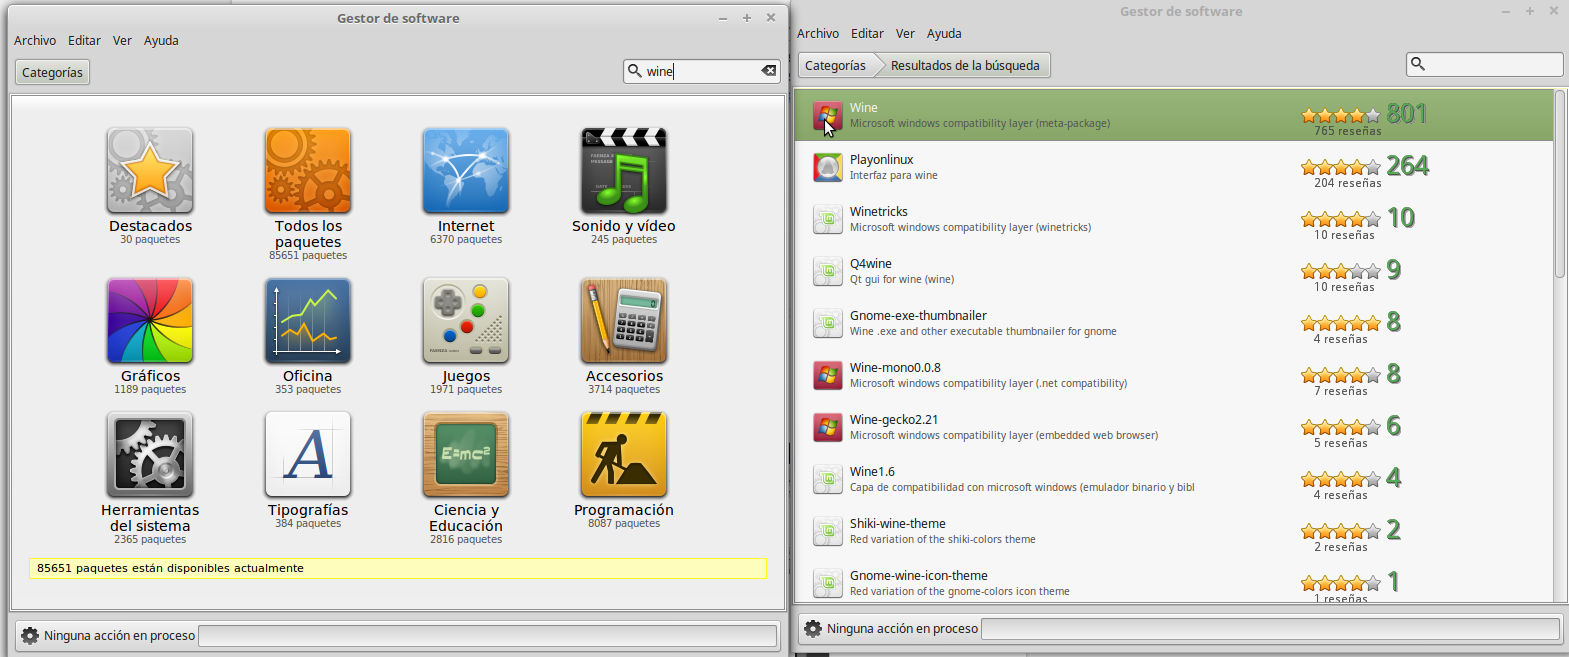 Gestor de software
Archivo Editar Ver Ayuda
Categorías
wine
Destacados
30 paquetes
Todos los
paquetes
85651 paquetes
Internet
6370 paquetes
Sonido y vídeo
245 paquetes
Gráficos
1189 paquetes
Oficina
353 paquetes
Juegos
1971 paquetes
Accesorios
3714 paquetes
Herramientas
del sistema
2365 paquetes
Tipografías
384 paquetes
E=mc²
Ciencia y
Educación
2816 paquetes
Programación
8087 paquetes
85651 paquetes están disponibles actualmente
Ninguna acción en proceso
Gestor de software
Archivo Editar Ver Ayuda
Categorías Resultados de la búsqueda
Wine
Microsoft windows compatibility layer (meta-package)
801
765 reseñas
Playonlinux
Interfaz para wine
264
204 reseñas
Winetricks
Microsoft windows compatibility layer (winetricks)
10
10 reseñas
Q4wine
Qt gui for wine (wine)
9
10 reseñas
Gnome-exe-thumbnailer
Wine .exe and other executable thumbnailer for gnome
8
4 reseñas
Wine-mono0.0.8
Microsoft windows compatibility layer (.net compatibility)
8
7 reseñas
Wine-gecko2.21
Microsoft windows compatibility layer (embedded web browser)
6
5 reseñas
Wine1.6
Capa de compatibilidad con microsoft windows (emulador binario y bibl
4
4 reseñas
Shiki-wine-theme
Red variation of the shiki-colors theme
2
2 reseñas
Gnome-wine-icon-theme
Red variation of the gnome-colors icon theme
1
1 reseñas
Ninguna acción en proceso